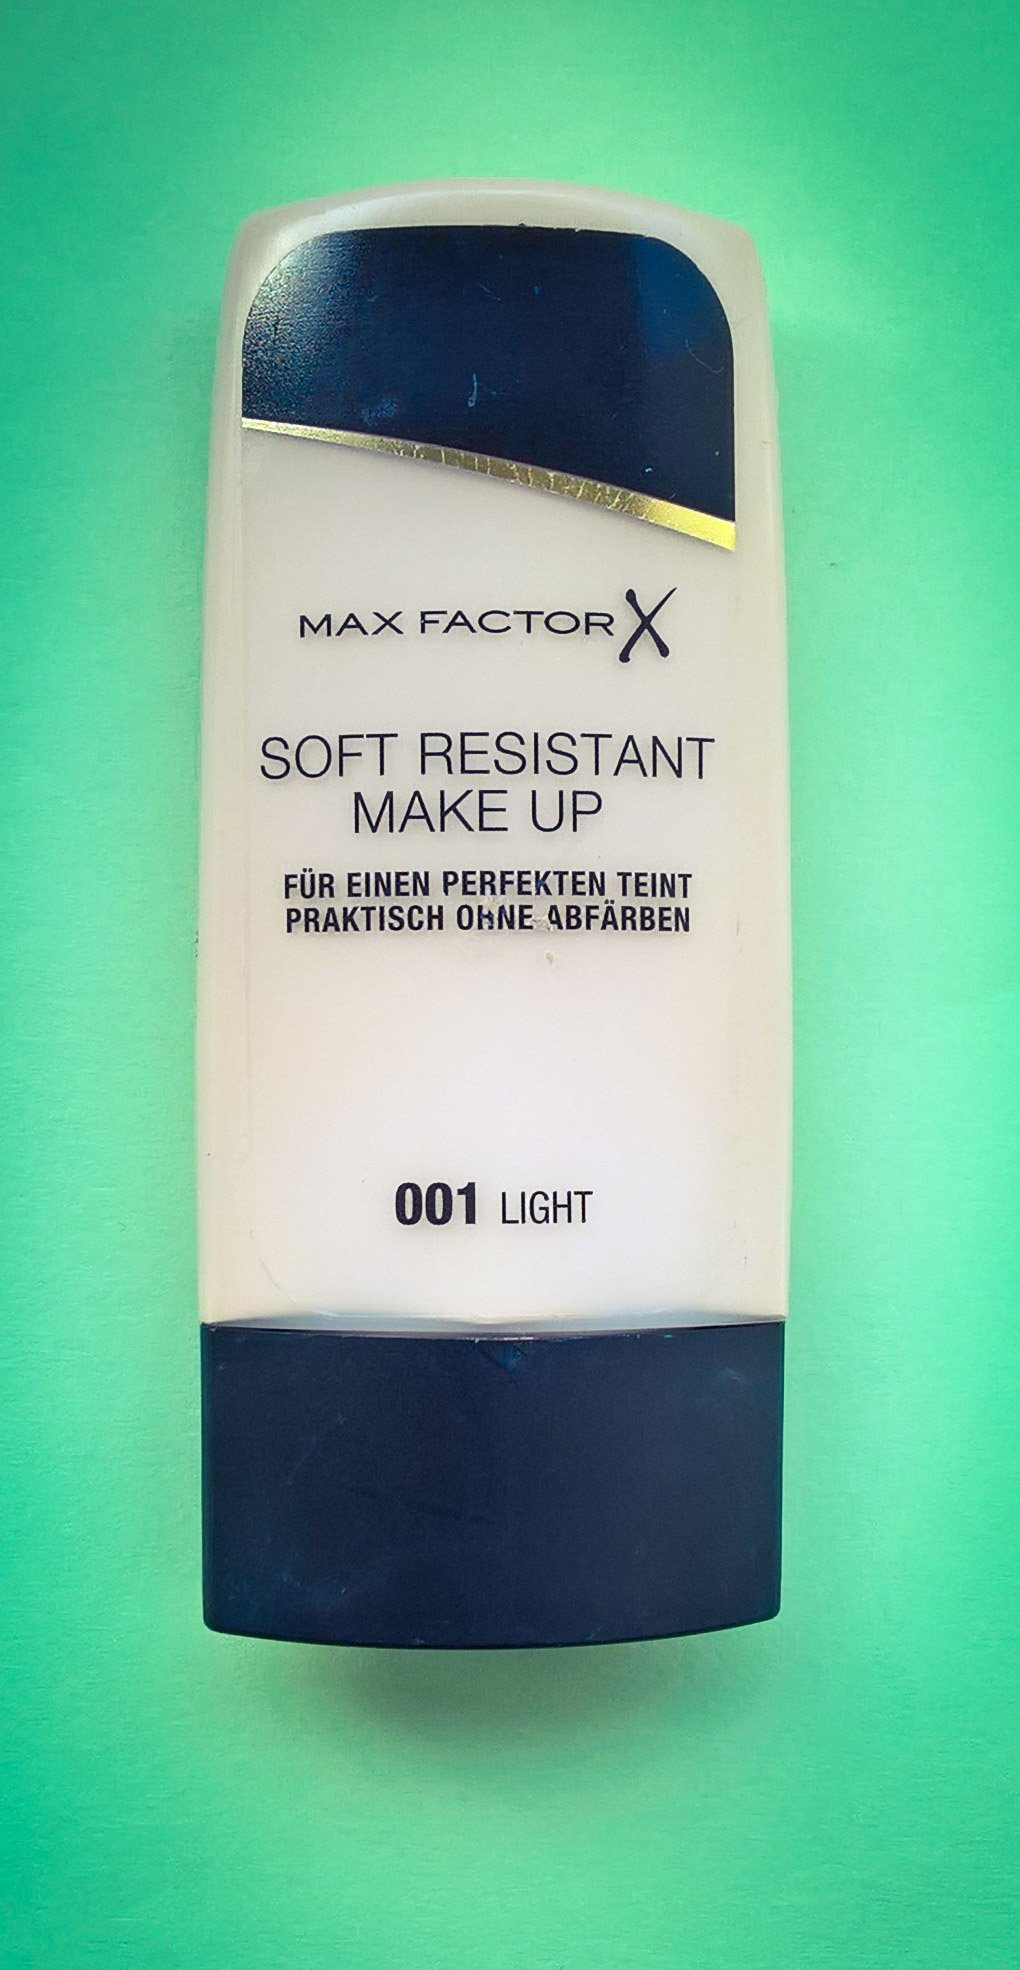 MAX FACTOR X
SOFT RESISTANT
MAKE UP
FÜR EINEN PERFEKTEN TEINT
PRAKTISCH OHNE ABFÄRBEN
001 LIGHT